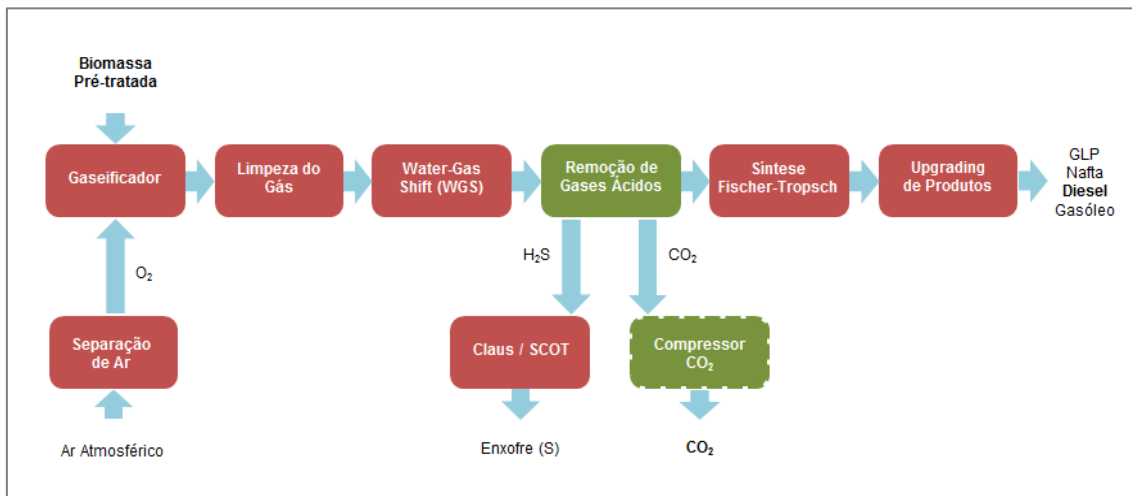 Biomassa
Pré-tratada
Gaseificador
Limpeza do
Gás
Water-Gas
Shift (WGS)
Remoção de
Gases Ácidos
Síntese
Fischer-Tropsch
Upgrading
de Produtos
GLP
Nafta
Diesel
Gasóleo
O₂
H₂S
CO₂
Separação
de Ar
Claus / SCOT
Compressor
CO₂
Ar Atmosférico
Enxofre (S)
CO₂